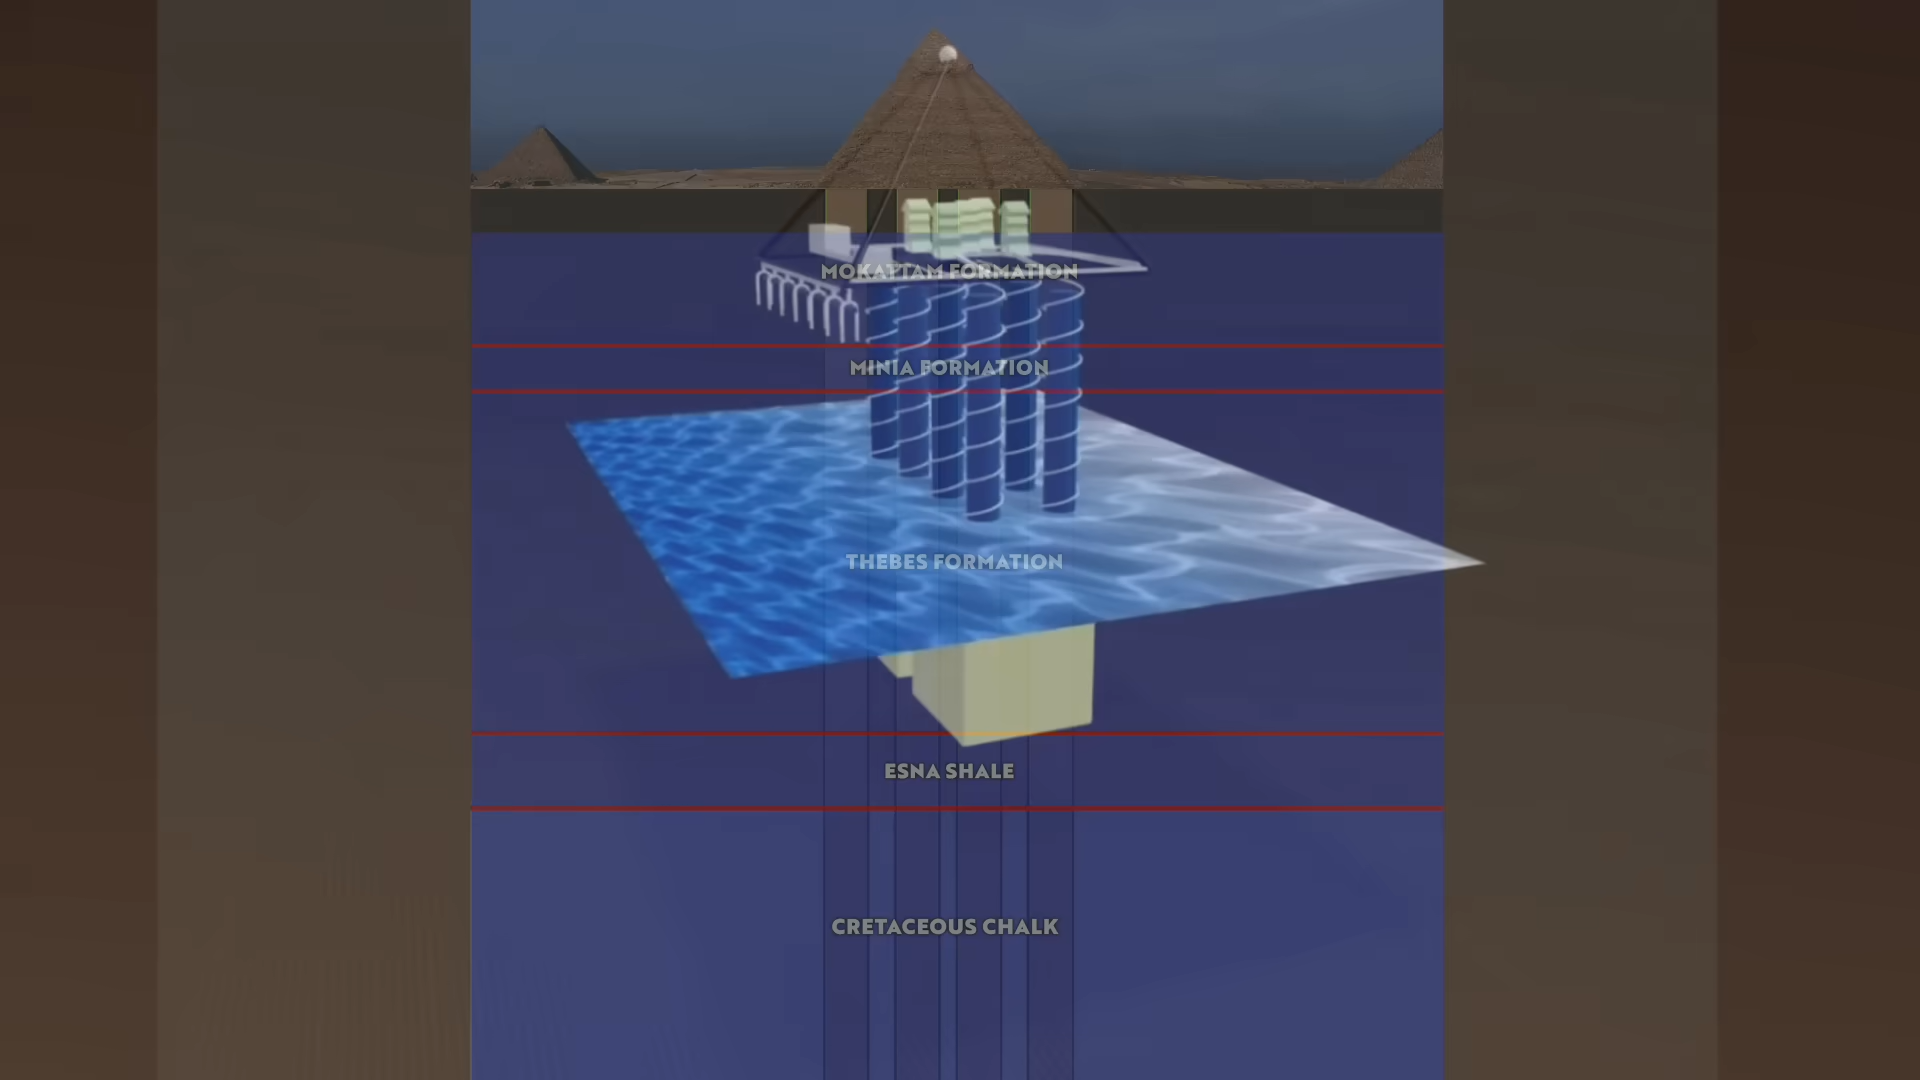 MOKATTAM FORMATION
MINIA FORMATION
THEBES FORMATION
ESNA SHALE
CRETACEOUS CHALK